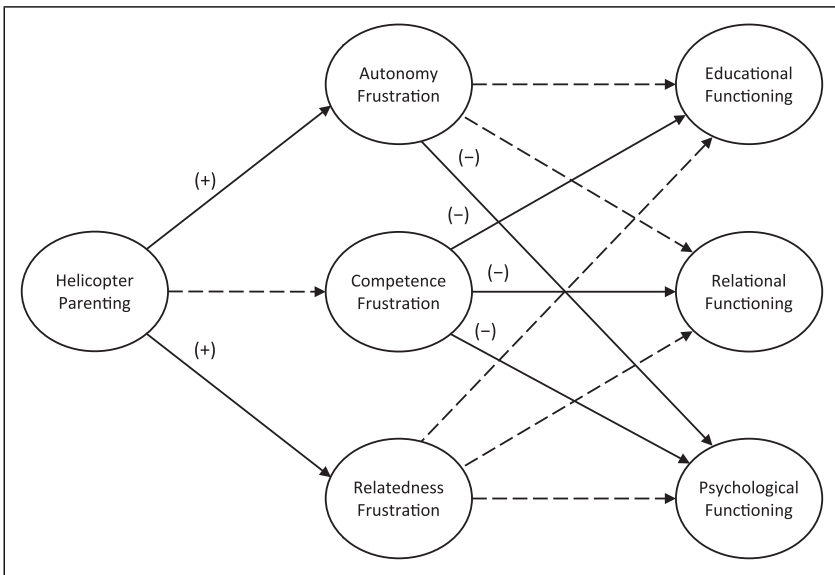 Autonomy
Frustration
Educational
Functioning
(+)
(−)
(−)
Helicopter
Parenting
Competence
Frustration
(−)
Relational
Functioning
(−)
(+)
Relatedness
Frustration
Psychological
Functioning